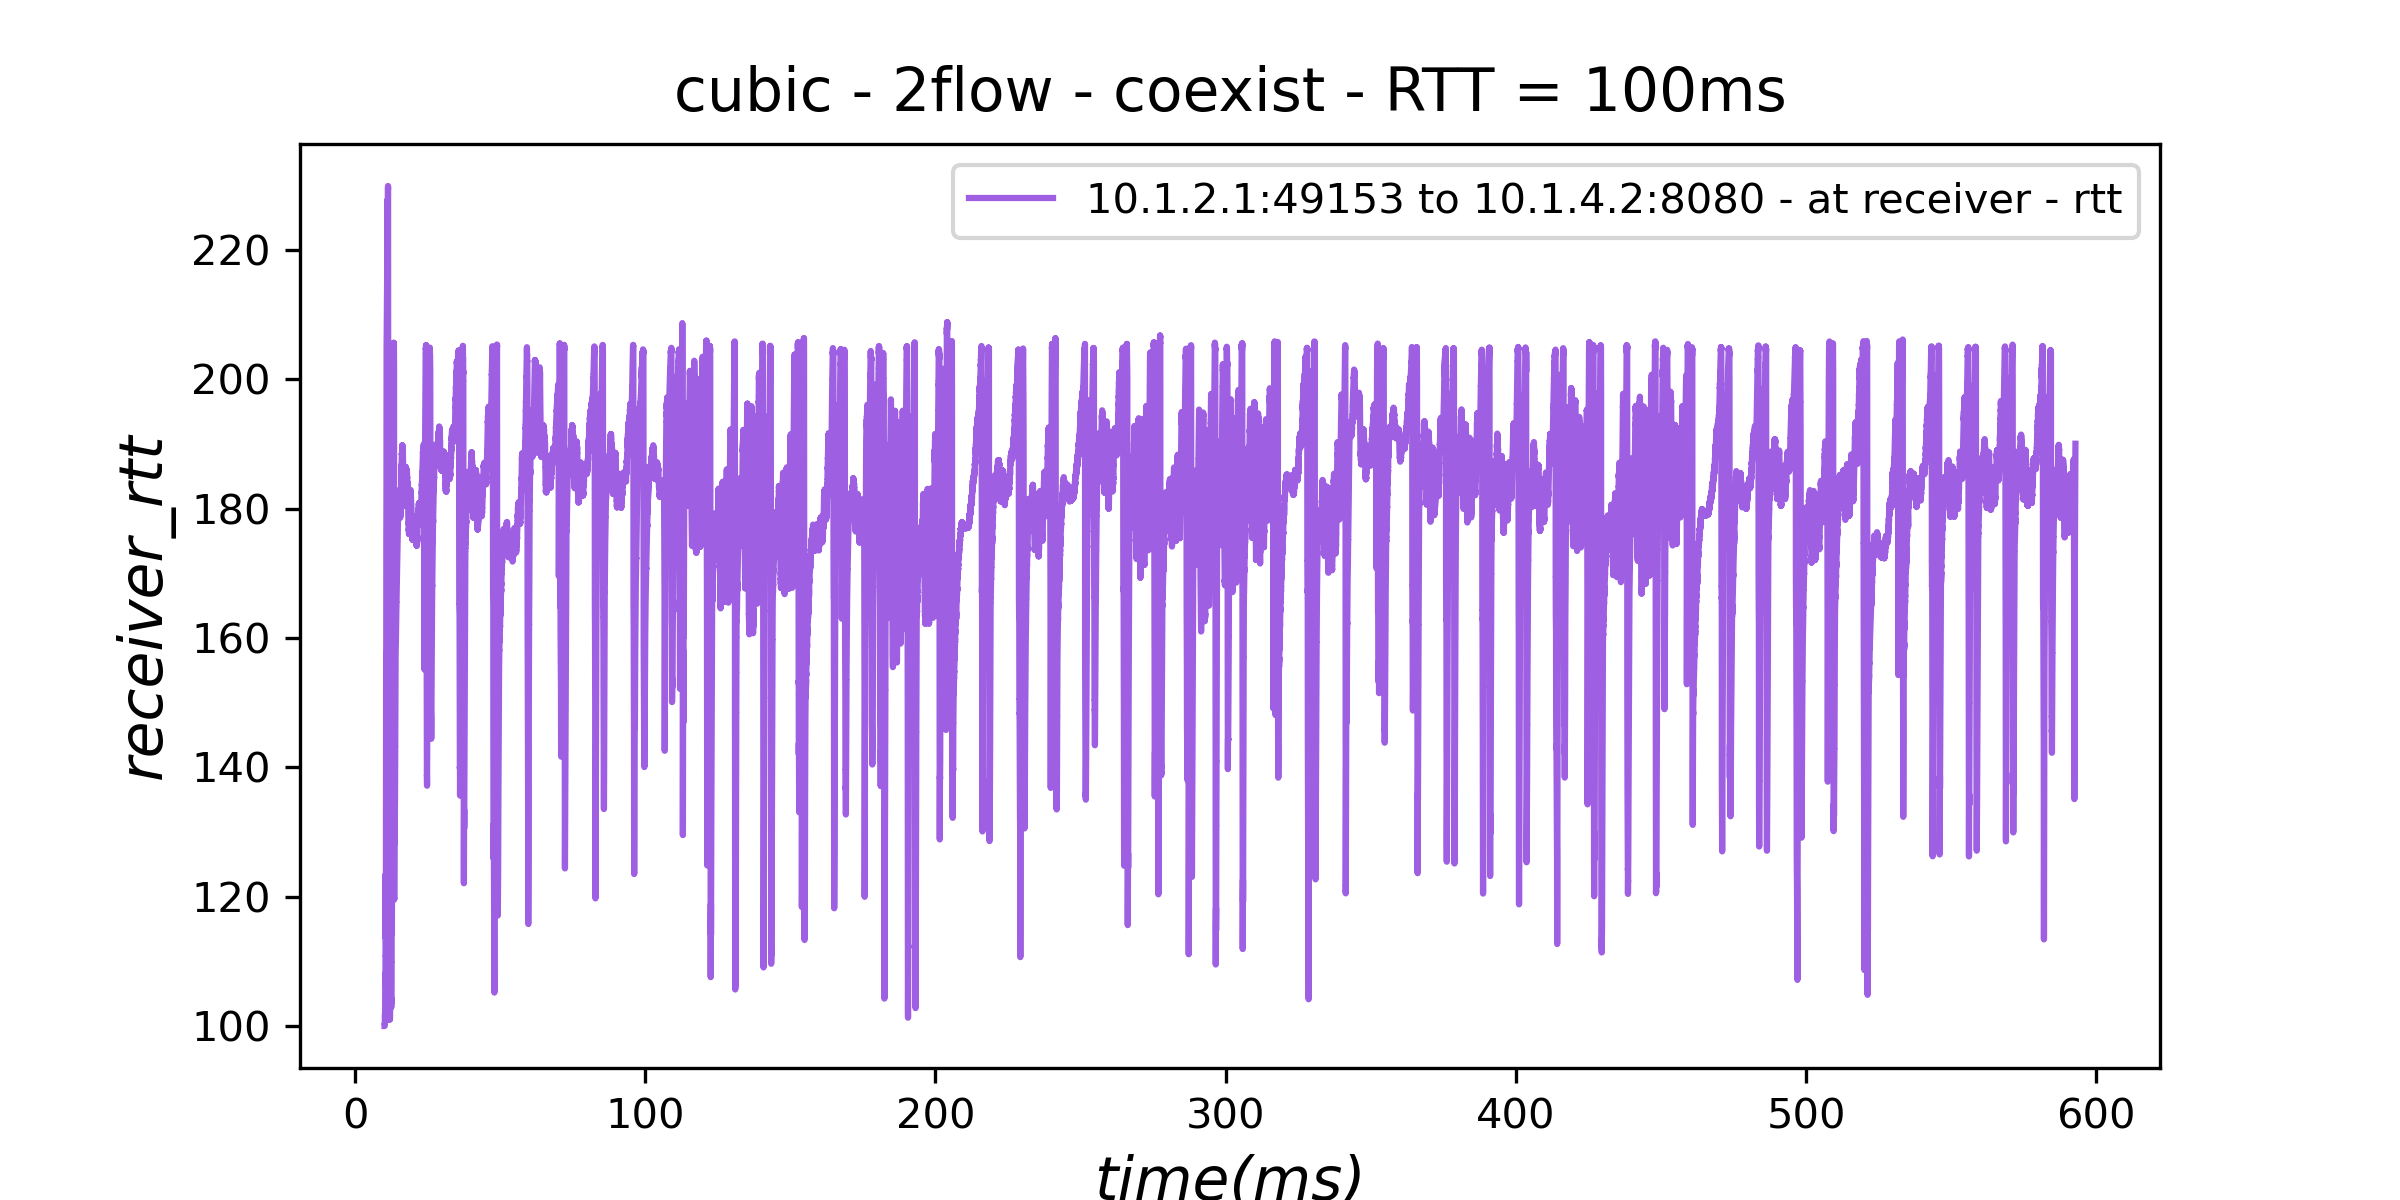 cubic - 2flow - coexist - RTT = 100ms
10.1.2.1:49153 to 10.1.4.2:8080 - at receiver - rtt
receiver_rtt
220
200
180
160
140
120
100
0 100 200 300 400 500 600
time(ms)